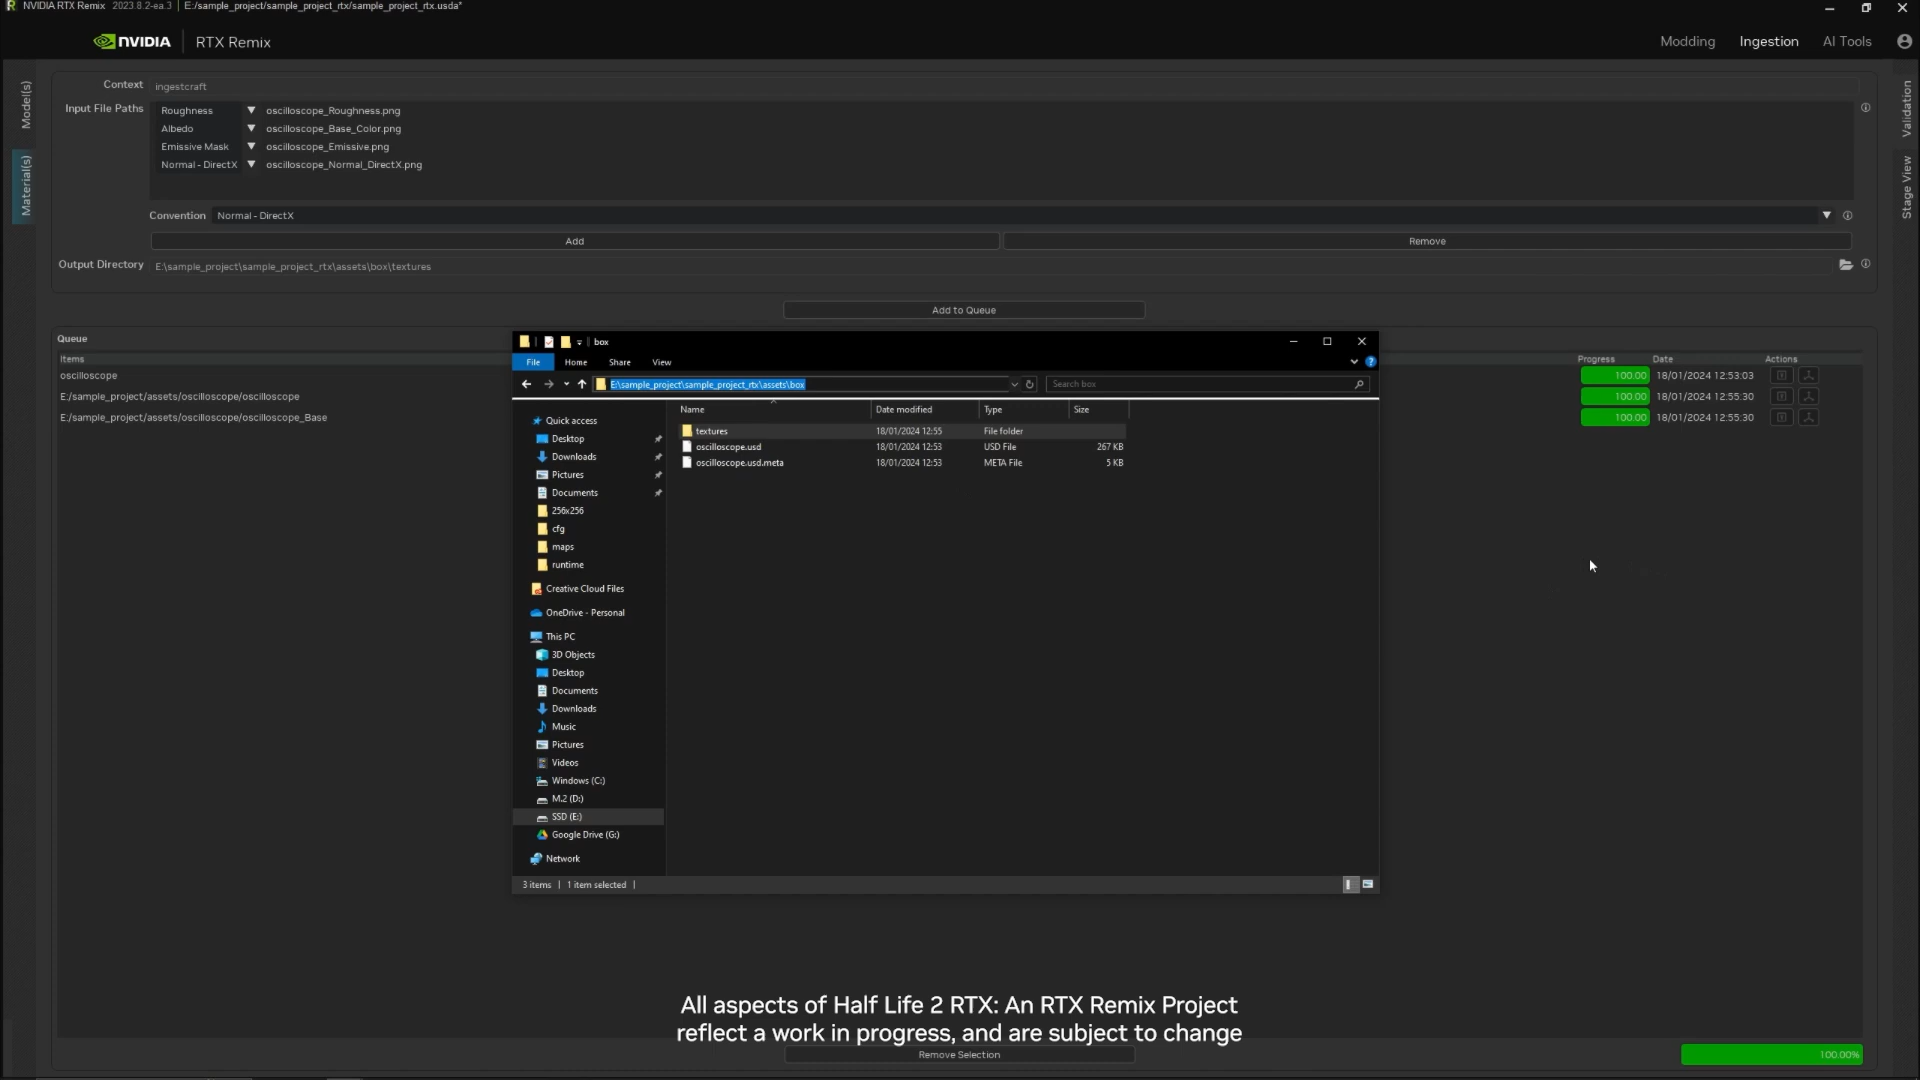 NVIDIA RTX Remix 2023.8.2-ea.3 | E:/sample_project/sample_project_rtx/sample_project_rtx.usda*
NVIDIA RTX Remix
Modding Ingestion AI Tools
Model(s)
Material(s)
Validation
Stage View
Context ingestcraft
Input File Paths
Roughness oscilloscope_Roughness.png
Albedo oscilloscope_Base_Color.png
Emissive Mask oscilloscope_Emissive.png
Normal - DirectX oscilloscope_Normal_DirectX.png
Convention Normal - DirectX
Add Remove
Output Directory E:\sample_project\sample_project_rtx\assets\box\textures
Add to Queue
Queue
Items Progress Date Actions
oscilloscope 100.00 18/01/2024 12:53:03
E:/sample_project/assets/oscilloscope/oscilloscope 100.00 18/01/2024 12:55:30
E:/sample_project/assets/oscilloscope/oscilloscope_Base 100.00 18/01/2024 12:55:30
box
File Home Share View
E:\sample_project\sample_project_rtx\assets\box Search box
Name Date modified Type Size
textures 18/01/2024 12:55 File folder
oscilloscope.usd 18/01/2024 12:53 USD File 267 KB
oscilloscope.usd.meta 18/01/2024 12:53 META File 5 KB
Quick access
Desktop
Downloads
Pictures
Documents
256x256
cfg
maps
runtime
Creative Cloud Files
OneDrive - Personal
This PC
3D Objects
Desktop
Documents
Downloads
Music
Pictures
Videos
Windows (C:)
M.2 (D:)
SSD (E:)
Google Drive (G:)
Network
3 items | 1 item selected |
All aspects of Half Life 2 RTX: An RTX Remix Project
reflect a work in progress, and are subject to change
Remove Selection
100.00%